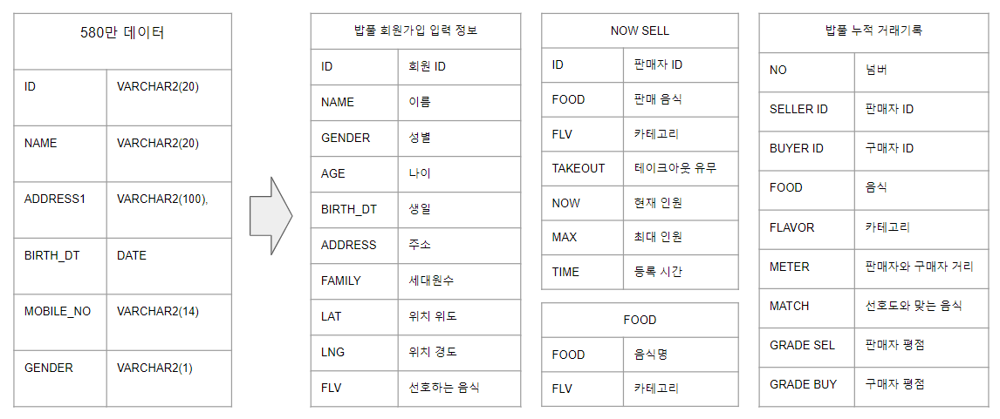 580만 데이터
ID VARCHAR2(20)
NAME VARCHAR2(20)
ADDRESS1 VARCHAR2(100),
BIRTH_DT DATE
MOBILE_NO VARCHAR2(14)
GENDER VARCHAR2(1)
밥풀 회원가입 입력 정보
ID 회원 ID
NAME 이름
GENDER 성별
AGE 나이
BIRTH_DT 생일
ADDRESS 주소
FAMILY 세대원수
LAT 위치 위도
LNG 위치 경도
FLV 선호하는 음식
NOW SELL
ID 판매자 ID
FOOD 판매 음식
FLV 카테고리
TAKEOUT 테이크아웃 유무
NOW 현재 인원
MAX 최대 인원
TIME 등록 시간
FOOD
FOOD 음식명
FLV 카테고리
밥풀 누적 거래기록
NO 넘버
SELLER ID 판매자 ID
BUYER ID 구매자 ID
FOOD 음식
FLAVOR 카테고리
METER 판매자와 구매자 거리
MATCH 선호도와 맞는 음식
GRADE SEL 판매자 평점
GRADE BUY 구매자 평점